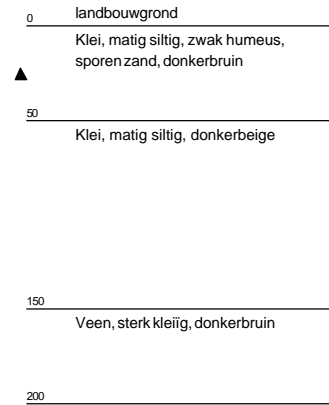 landbouwgrond
0
Klei, matig siltig, zwak humeus,
sporen zand, donkerbruin
50
Klei, matig siltig, donkerbeige
150
Veen, sterk kleiïg, donkerbruin
200